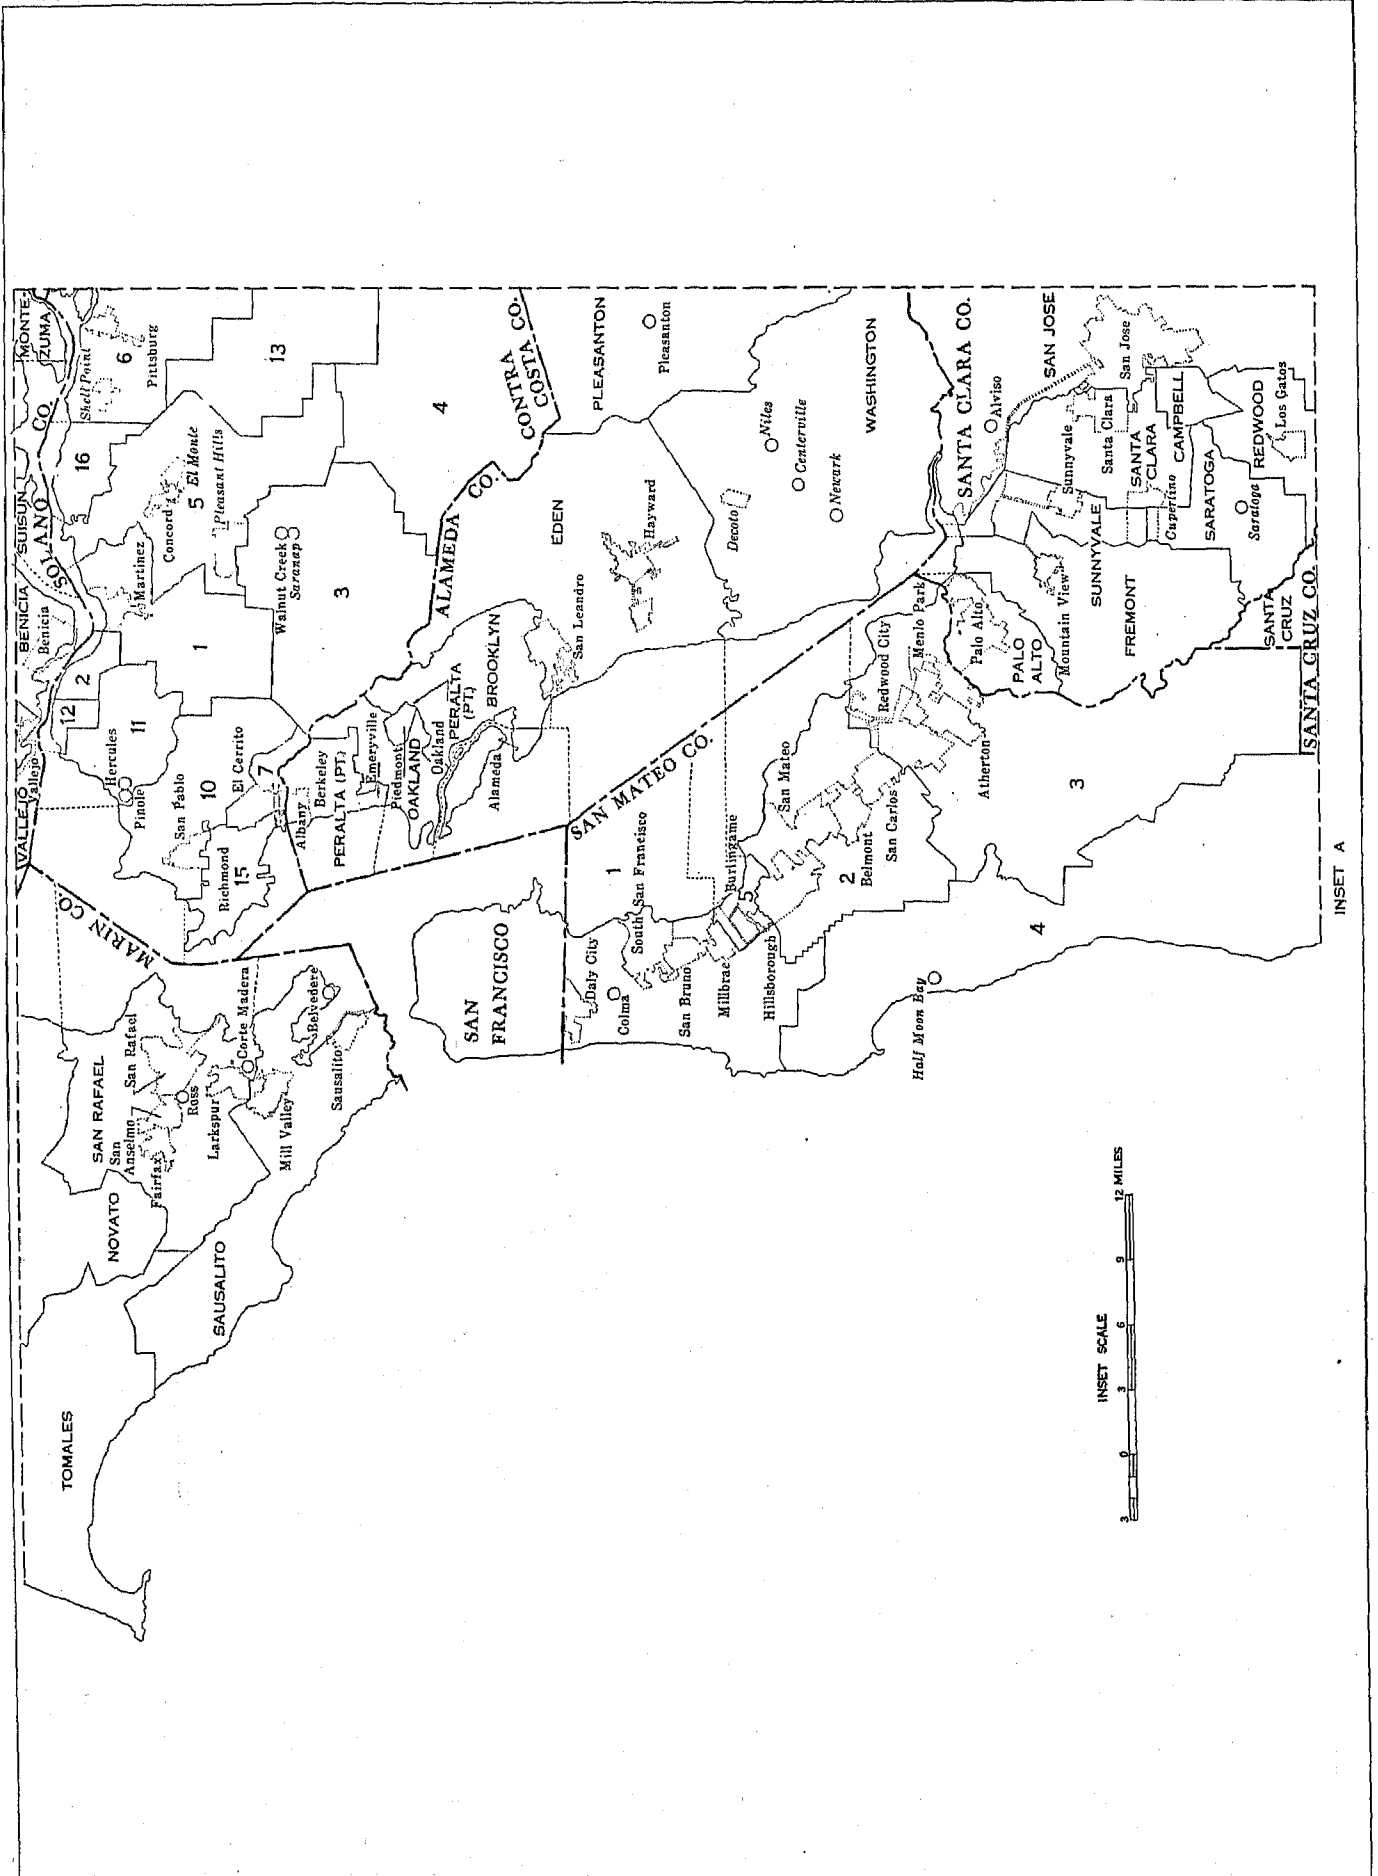 TOMALES
NOVATO
SAN RAFAEL
SAUSALITO
San
Anselmo
Fairfax
San Rafael
Ross
Larkspur
Corte Madera
Mill Valley
Belvedere
Sausalito
MARIN CO.
VALLEJO
Vallejo
BENICIA
Benicia
SUISUN
SOLANO CO.
MONTE-
ZUMA
12
2
11
16
6
Shell Point
Pittsburg
Hercules
Pinole
Martinez
Concord
5
El Monte
Pleasant Hills
13
San Pablo
10
1
Richmond
15
El Cerrito
7
Walnut Creek
Saranap
3
4
CONTRA
COSTA CO.
Albany
Berkeley
PERALTA (PT.)
Emeryville
Piedmont
OAKLAND
Oakland
PERALTA
(PT.)
BROOKLYN
Alameda
ALAMEDA CO.
San Leandro
EDEN
Hayward
PLEASANTON
Pleasanton
Decoto
Niles
Centerville
Newark
WASHINGTON
SAN
FRANCISCO
SAN MATEO CO.
Daly City
Colma
1
South San Francisco
San Bruno
Millbrae
Burlingame
5
Hillsborough
San Mateo
2
Belmont
San Carlos
Redwood City
Menlo Park
Atherton
3
4
Half Moon Bay
SANTA CLARA CO.
Alviso
Palo Alto
PALO
ALTO
Mountain View
SUNNYVALE
Sunnyvale
FREMONT
SAN JOSE
San Jose
Santa Clara
SANTA
CLARA
Cupertino
CAMPBELL
SARATOGA
Saratoga
REDWOOD
Los Gatos
SANTA
CRUZ
SANTA CRUZ CO.
INSET SCALE
3 0 3 6 9 12 MILES
INSET A